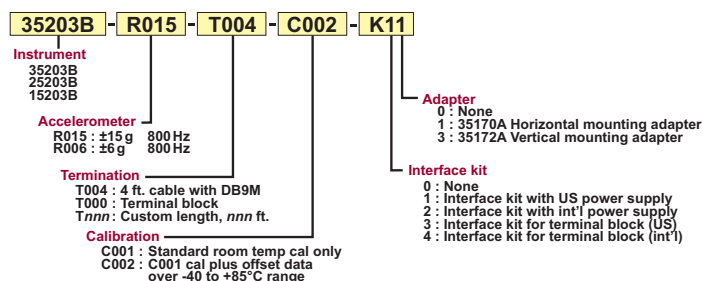 35203B - R015 - T004 - C002 - K11
Instrument
35203B
25203B
15203B
Accelerometer
R015 : ±15 g 800 Hz
R006 : ±6 g 800 Hz
Termination
T004 : 4 ft. cable with DB9M
T000 : Terminal block
Tnnn : Custom length, nnn ft.
Calibration
C001 : Standard room temp cal only
C002 : C001 cal plus offset data
over -40 to +85°C range
Adapter
0 : None
1 : 35170A Horizontal mounting adapter
3 : 35172A Vertical mounting adapter
Interface kit
0 : None
1 : Interface kit with US power supply
2 : Interface kit with int'l power supply
3 : Interface kit for terminal block (US)
4 : Interface kit for terminal block (int'l)